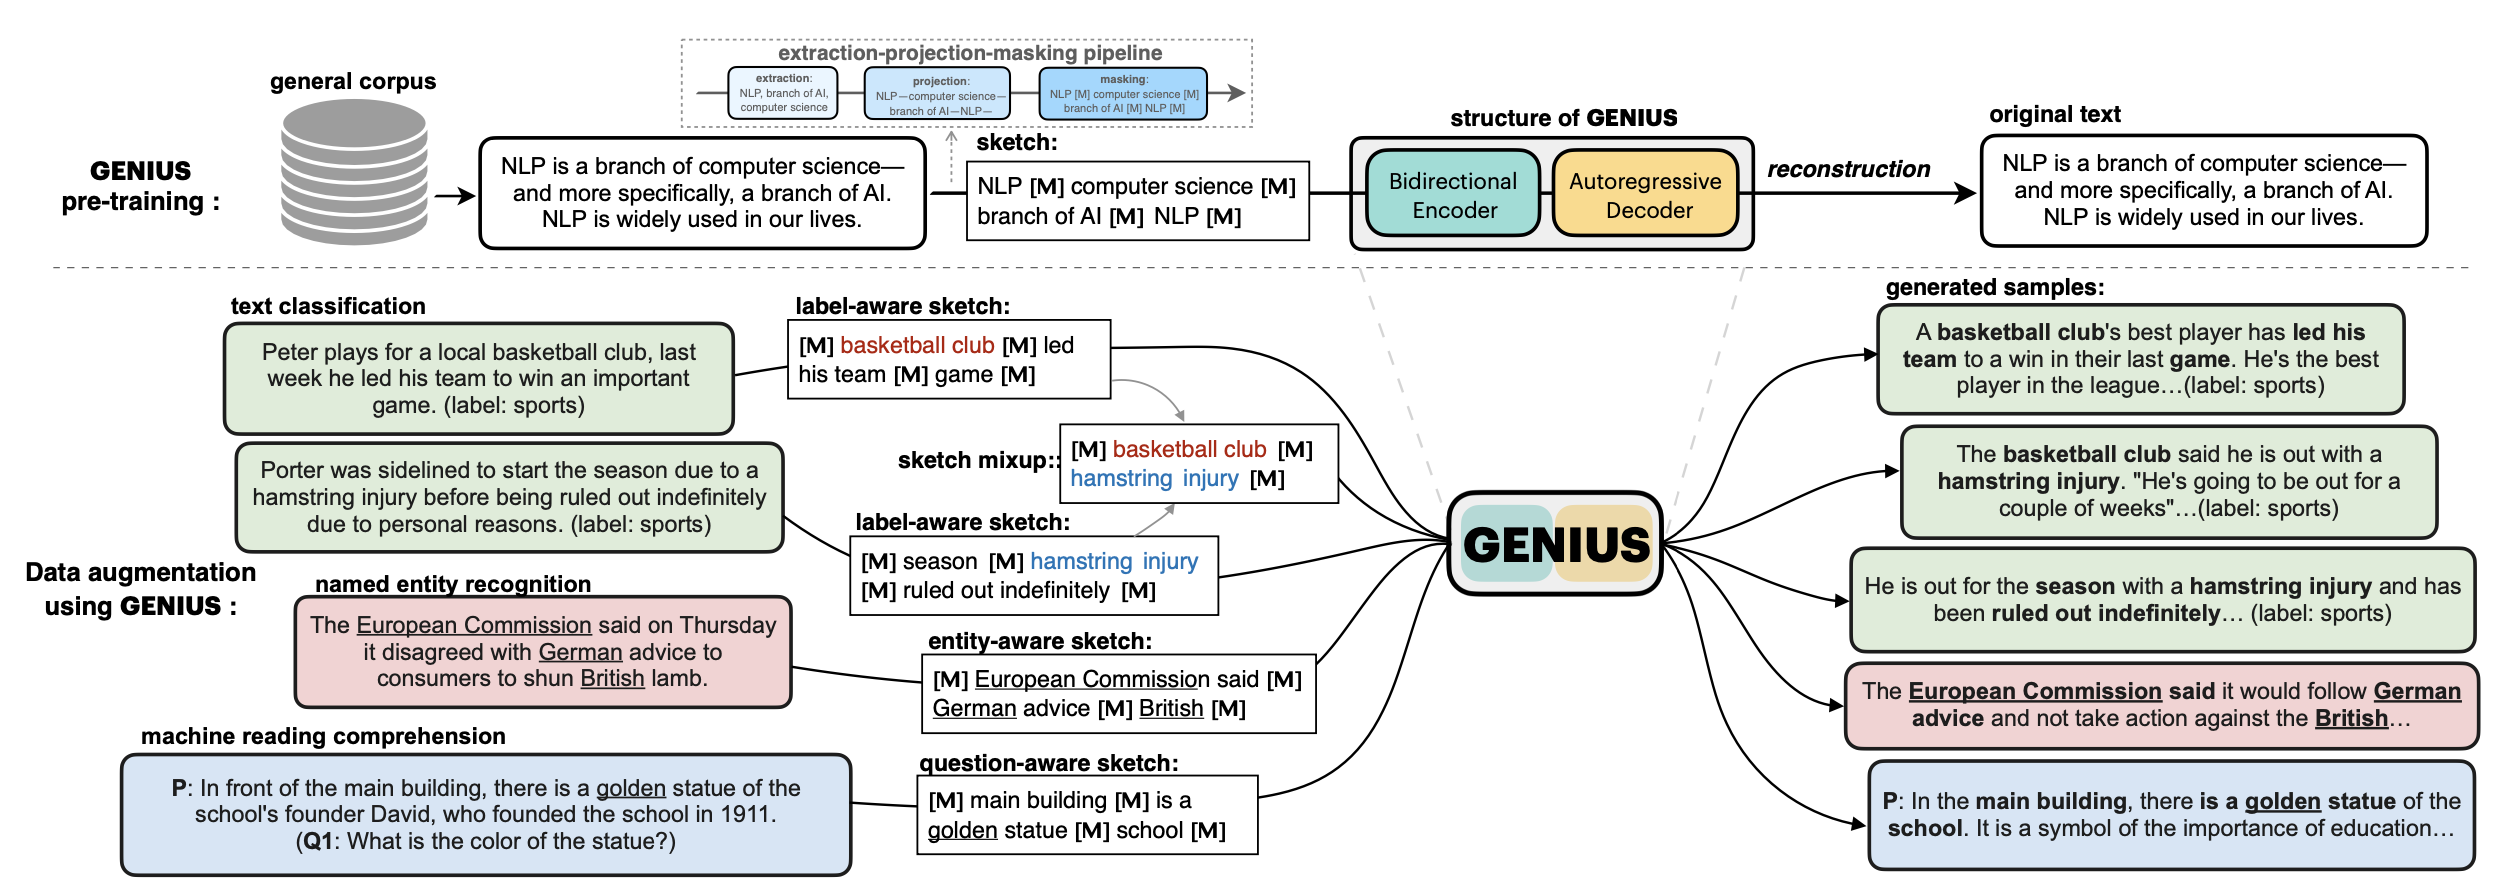 extraction-projection-masking pipeline
extraction:
NLP, branch of AI,
computer science
projection:
NLP—computer science—
branch of AI—NLP—
masking:
NLP [M] computer science [M]
branch of AI [M] NLP [M]
general corpus
GENIUS
pre-training :
NLP is a branch of computer science—
and more specifically, a branch of AI.
NLP is widely used in our lives.
sketch:
NLP [M] computer science [M]
branch of AI [M] NLP [M]
structure of GENIUS
Bidirectional
Encoder
Autoregressive
Decoder
reconstruction
original text
NLP is a branch of computer science—
and more specifically, a branch of AI.
NLP is widely used in our lives.
Data augmentation
using GENIUS :
text classification
Peter plays for a local basketball club, last
week he led his team to win an important
game. (label: sports)
Porter was sidelined to start the season due to a
hamstring injury before being ruled out indefinitely
due to personal reasons. (label: sports)
named entity recognition
The European Commission said on Thursday
it disagreed with German advice to
consumers to shun British lamb.
machine reading comprehension
P: In front of the main building, there is a golden statue of the
school's founder David, who founded the school in 1911.
(Q1: What is the color of the statue?)
label-aware sketch:
[M] basketball club [M] led
his team [M] game [M]
sketch mixup::
[M] basketball club [M]
hamstring injury [M]
label-aware sketch:
[M] season [M] hamstring injury
[M] ruled out indefinitely [M]
entity-aware sketch:
[M] European Commission said [M]
German advice [M] British [M]
question-aware sketch:
[M] main building [M] is a
golden statue [M] school [M]
GENIUS
generated samples:
A basketball club's best player has led his
team to a win in their last game. He's the best
player in the league…(label: sports)
The basketball club said he is out with a
hamstring injury. "He's going to be out for a
couple of weeks"…(label: sports)
He is out for the season with a hamstring injury and has
been ruled out indefinitely… (label: sports)
The European Commission said it would follow German
advice and not take action against the British…
P: In the main building, there is a golden statue of the
school. It is a symbol of the importance of education…